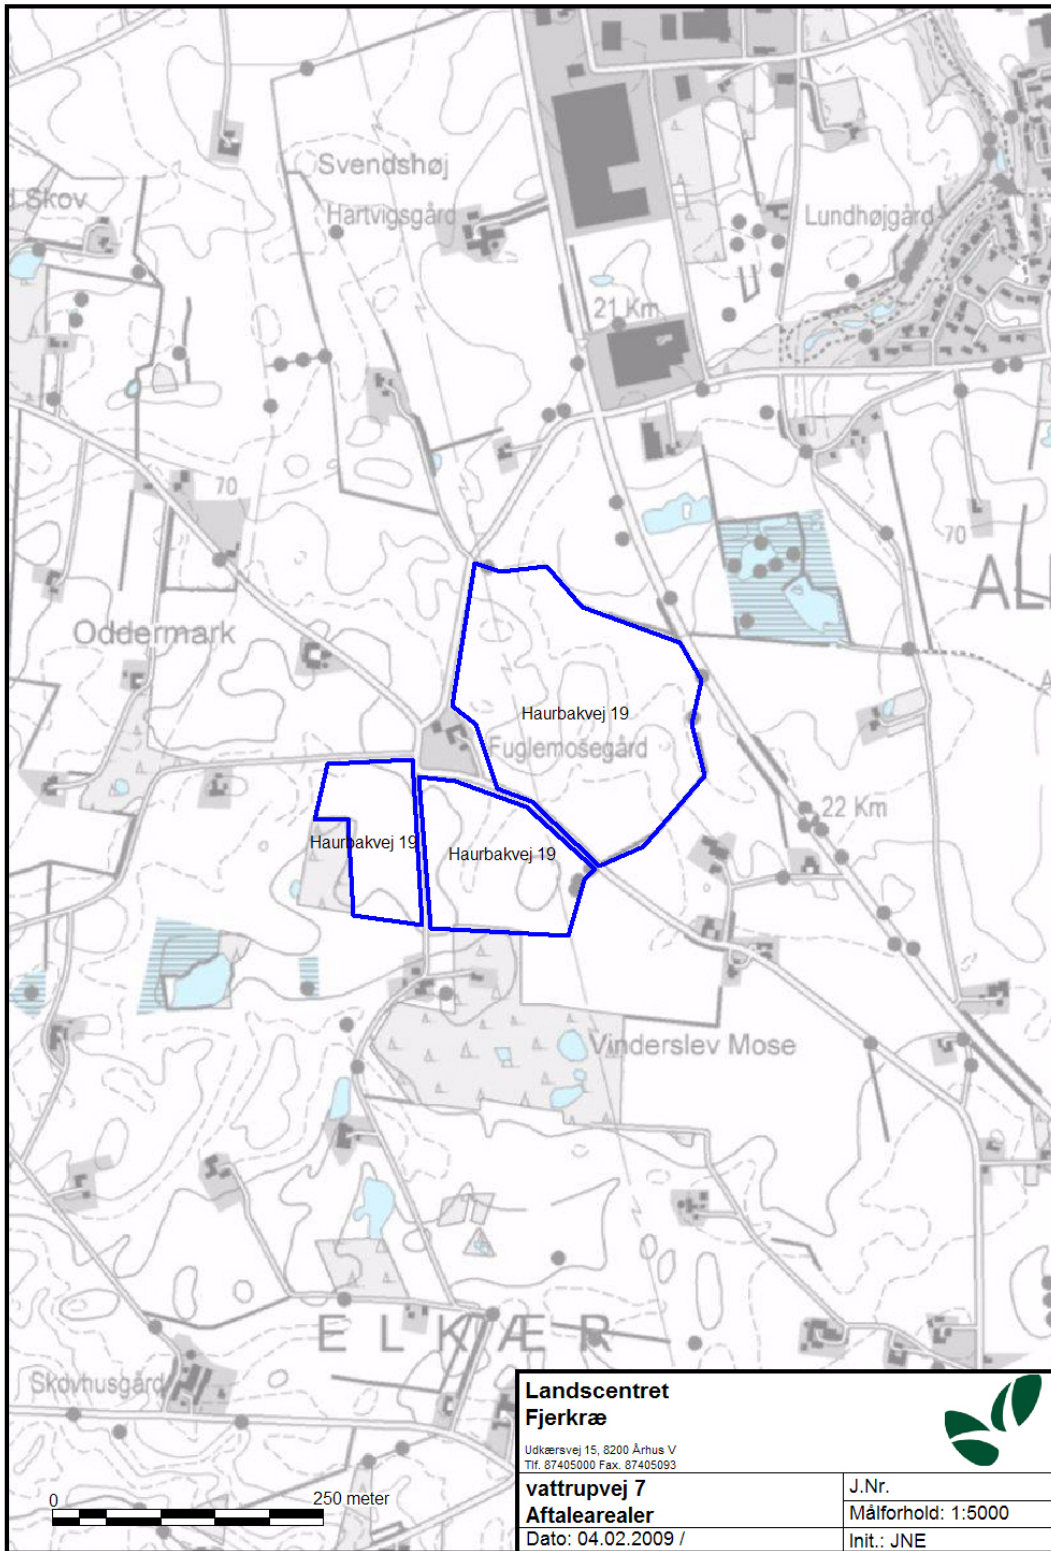 Svendshøj
Hartvigsgård
Skov
Lundhøjgård
21 Km
70
70
Oddermark
Haurbakvej 19
Fuglemosegård
22 Km
Haurbakvej 19
Haurbakvej 19
Vinderslev Mose
ELKÆR
Skovhusgård
0
250 meter
Landscentret
Fjerkræ
Udkærsvej 15, 8200 Århus V
Tlf. 87405000 Fax. 87405093
vattrupvej 7
Aftalearealer
J.Nr.
Målforhold: 1:5000
Dato: 04.02.2009 /
Init.: JNE